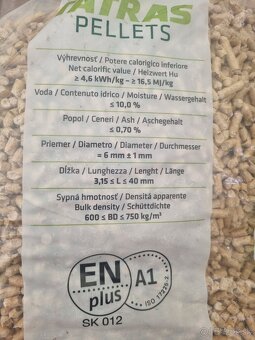 TATRAS
PELLETS
Výhrevnosť / Potere calorigico inferiore
Net calorific value / Heizwert Hu
≥ 4,6 kWh/kg – ≥ 16,5 MJ/kg
Voda / Contenuto idrico / Moisture / Wassergehalt
≤ 10,0 %
Popol / Ceneri / Ash / Aschegehalt
≤ 0,70 %
Priemer / Diametro / Diameter / Durchmesser
= 6 mm ± 1 mm
Dĺžka / Lunghezza / Lenght / Länge
3,15 ≤ L ≤ 40 mm
Sypná hmotnosť / Densitá apparente
Bulk density / Schüttdichte
600 ≤ BD ≤ 750 kg/m³
EN
plus
A1
ISO 17225-2
SK 012